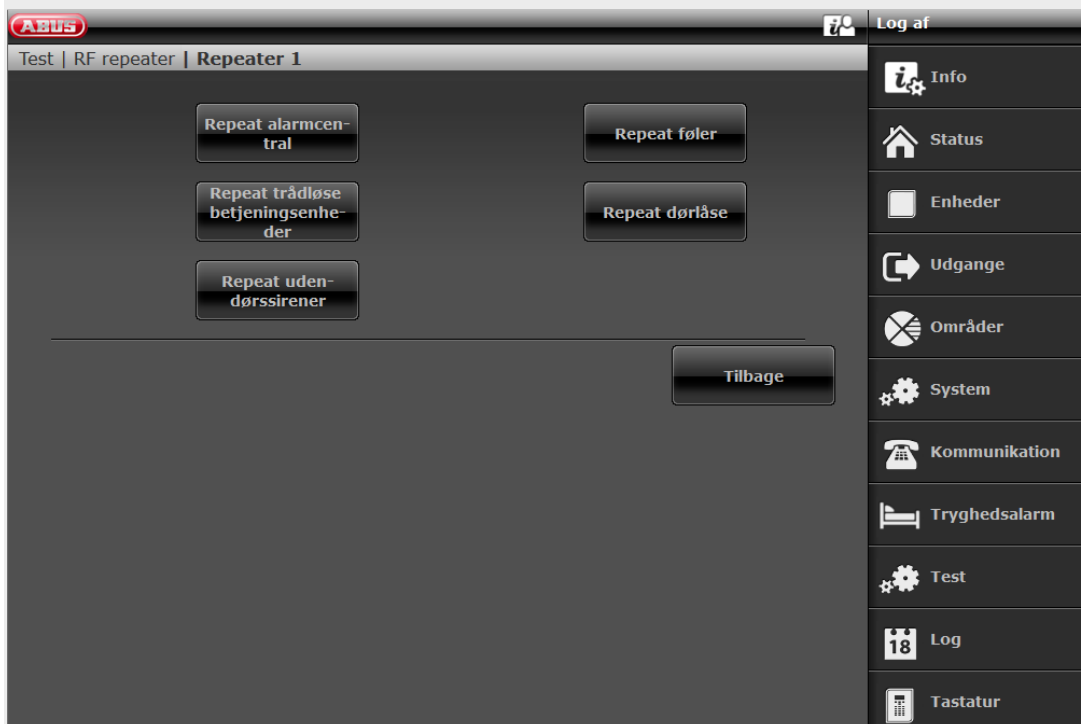 ABUS
Log af
Test | RF repeater | Repeater 1
Repeat alarmcen-
tral
Repeat føler
Repeat trådløse
betjeningsenhe-
der
Repeat dørlåse
Repeat uden-
dørssirener
Tilbage
Info
Status
Enheder
Udgange
Områder
System
Kommunikation
Tryghedsalarm
Test
18
Log
Tastatur